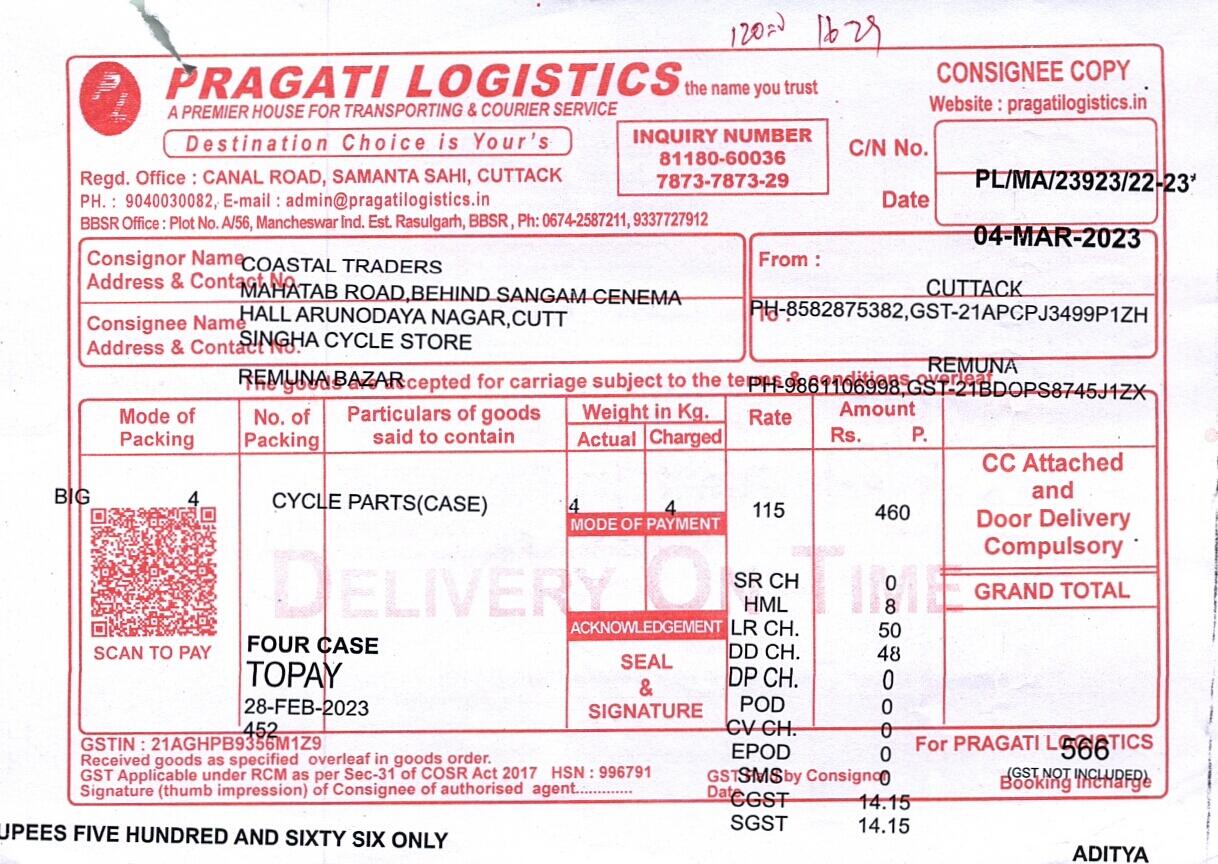 120=00 1629
PRAGATI LOGISTICS the name you trust
A PREMIER HOUSE FOR TRANSPORTING & COURIER SERVICE
Destination Choice is Your's
CONSIGNEE COPY
Website : pragatilogistics.in
INQUIRY NUMBER
81180-60036
7873-7873-29
C/N No. PL/MA/23923/22-23
Date 04-MAR-2023
Regd. Office : CANAL ROAD, SAMANTA SAHI, CUTTACK
PH. : 9040030082, E-mail : admin@pragatilogistics.in
BBSR Office : Plot No. A/56, Mancheswar Ind. Est. Rasulgarh, BBSR , Ph: 0674-2587211, 9337727912
Consignor Name COASTAL TRADERS
Address & Contact No. MAHATAB ROAD,BEHIND SANGAM CENEMA
HALL ARUNODAYA NAGAR,CUTT
Consignee Name SINGHA CYCLE STORE
Address & Contact No.
REMUNA BAZAR
From : CUTTACK
PH-8582875382,GST-21APCPJ3499P1ZH
To : REMUNA
PH-9861106998,GST-21BDOPS8745J1ZX
The goods are accepted for carriage subject to the terms & conditions overleaf
Mode of Packing No. of Packing Particulars of goods said to contain Weight in Kg. Actual Charged Rate Amount Rs. P.
BIG 4 CYCLE PARTS(CASE) 4 4 115 460
CC Attached
and
Door Delivery
Compulsory
GRAND TOTAL
MODE OF PAYMENT
DELIVERY ON TIME
SR CH 0
HML 8
LR CH. 50
DD CH. 48
DP CH. 0
POD 0
CV CH. 0
EPOD 0
SMS 0
CGST 14.15
SGST 14.15
ACKNOWLEDGEMENT
SEAL
&
SIGNATURE
SCAN TO PAY
FOUR CASE
TOPAY
28-FEB-2023
452
GSTIN : 21AGHPB9356M1Z9
Received goods as specified overleaf in goods order.
GST Applicable under RCM as per Sec-31 of COSR Act 2017 HSN : 996791
Signature (thumb impression) of Consignee of authorised agent............
GST Paid by Consignor
Date
For PRAGATI LOGISTICS
566
(GST NOT INCLUDED)
Booking Incharge
UPEES FIVE HUNDRED AND SIXTY SIX ONLY
ADITYA